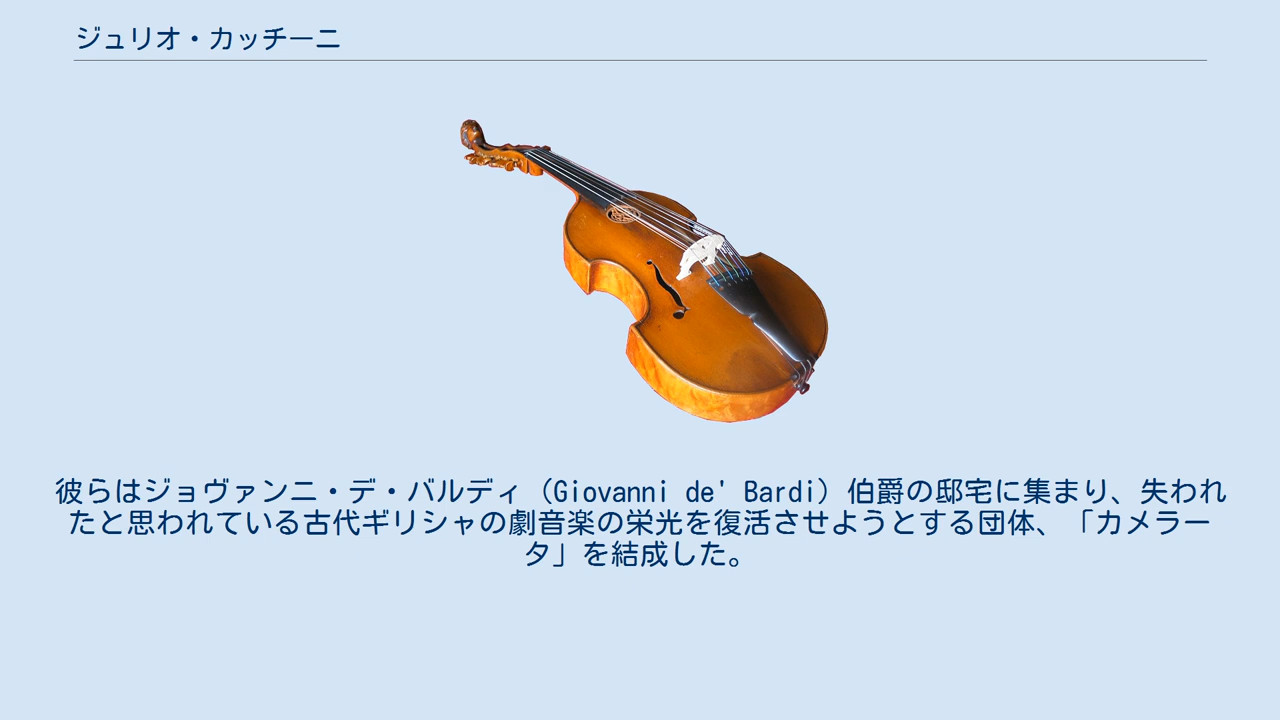 ジュリオ・カッチーニ
彼らはジョヴァンニ・デ・バルディ（Giovanni de' Bardi）伯爵の邸宅に集まり、失われ
たと思われている古代ギリシャの劇音楽の栄光を復活させようとする団体、「カメラー
タ」を結成した。